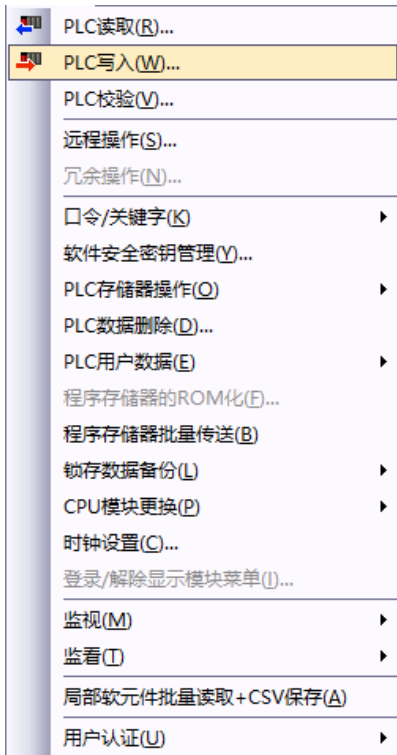 PLC读取(R)...
PLC写入(W)...
PLC校验(V)...
远程操作(S)...
冗余操作(N)...
口令/关键字(K)
软件安全密钥管理(Y)...
PLC存储器操作(O)
PLC数据删除(D)...
PLC用户数据(E)
程序存储器的ROM化(F)...
程序存储器批量传送(B)
锁存数据备份(L)
CPU模块更换(P)
时钟设置(C)...
登录/解除显示模块菜单(I)...
监视(M)
监看(T)
局部软元件批量读取+CSV保存(A)
用户认证(U)